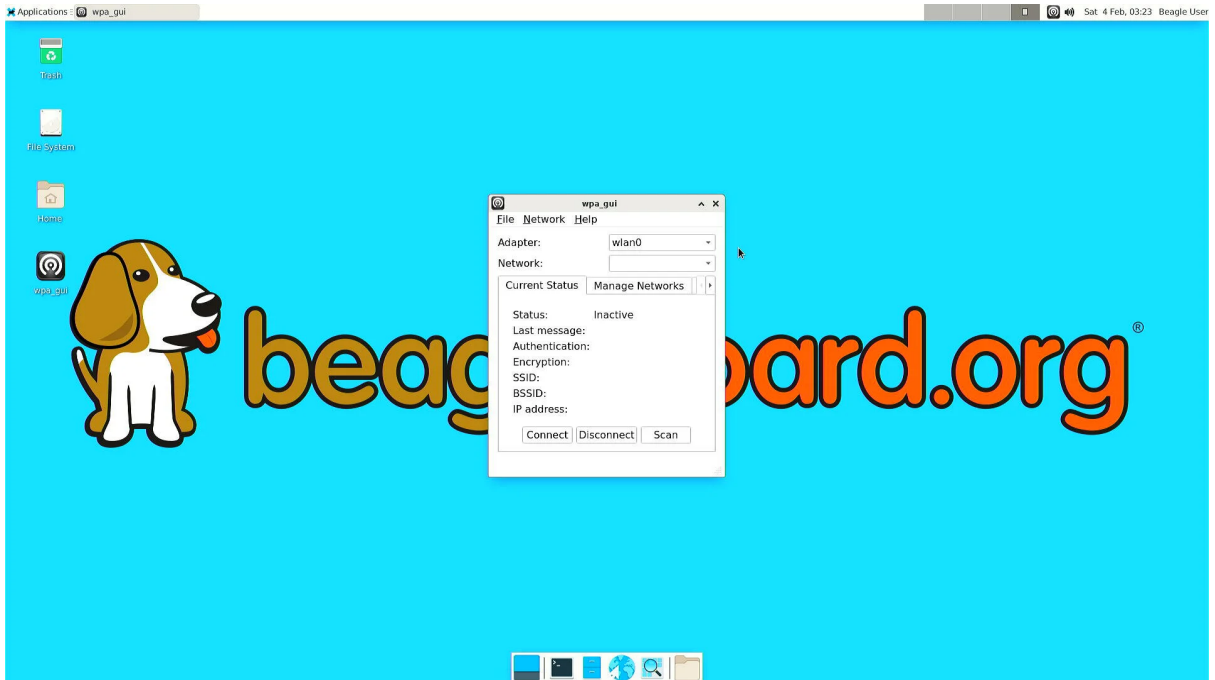 Applications
wpa_gui
Sat 4 Feb, 03:23
Beagle User
Trash
File System
Home
wpa_gui
beag
oard.org®
wpa_gui
File Network Help
Adapter: wlan0
Network:
Current Status Manage Networks
Status: Inactive
Last message:
Authentication:
Encryption:
SSID:
BSSID:
IP address:
Connect Disconnect Scan